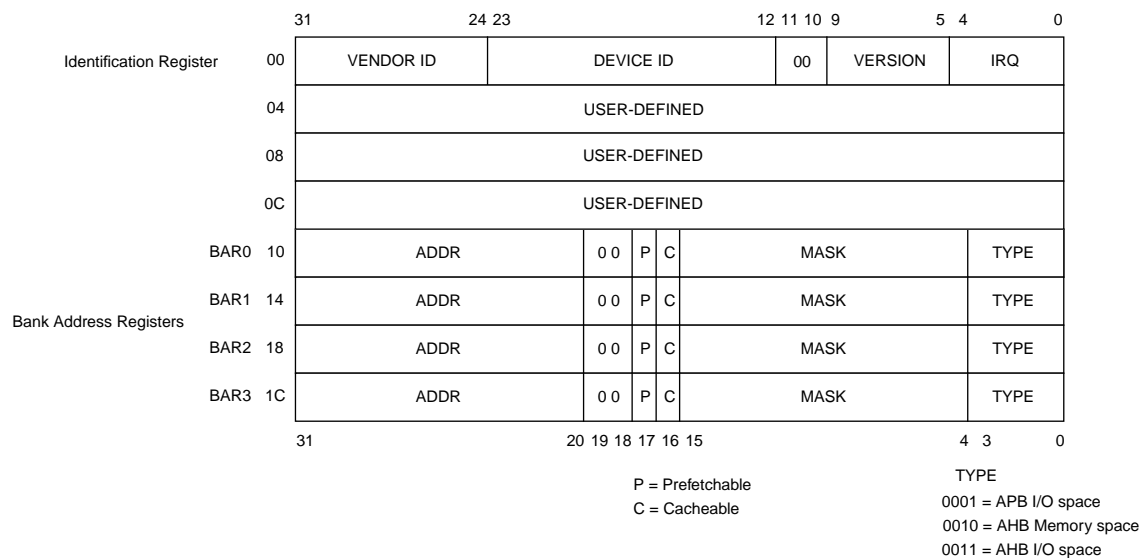 31 24 23 12 11 10 9 5 4 0
Identification Register 00 VENDOR ID DEVICE ID 00 VERSION IRQ
04 USER-DEFINED
08 USER-DEFINED
0C USER-DEFINED
BAR0 10 ADDR 0 0 P C MASK TYPE
BAR1 14 ADDR 0 0 P C MASK TYPE
Bank Address Registers
BAR2 18 ADDR 0 0 P C MASK TYPE
BAR3 1C ADDR 0 0 P C MASK TYPE
31 20 19 18 17 16 15 4 3 0
P = Prefetchable
C = Cacheable
TYPE
0001 = APB I/O space
0010 = AHB Memory space
0011 = AHB I/O space